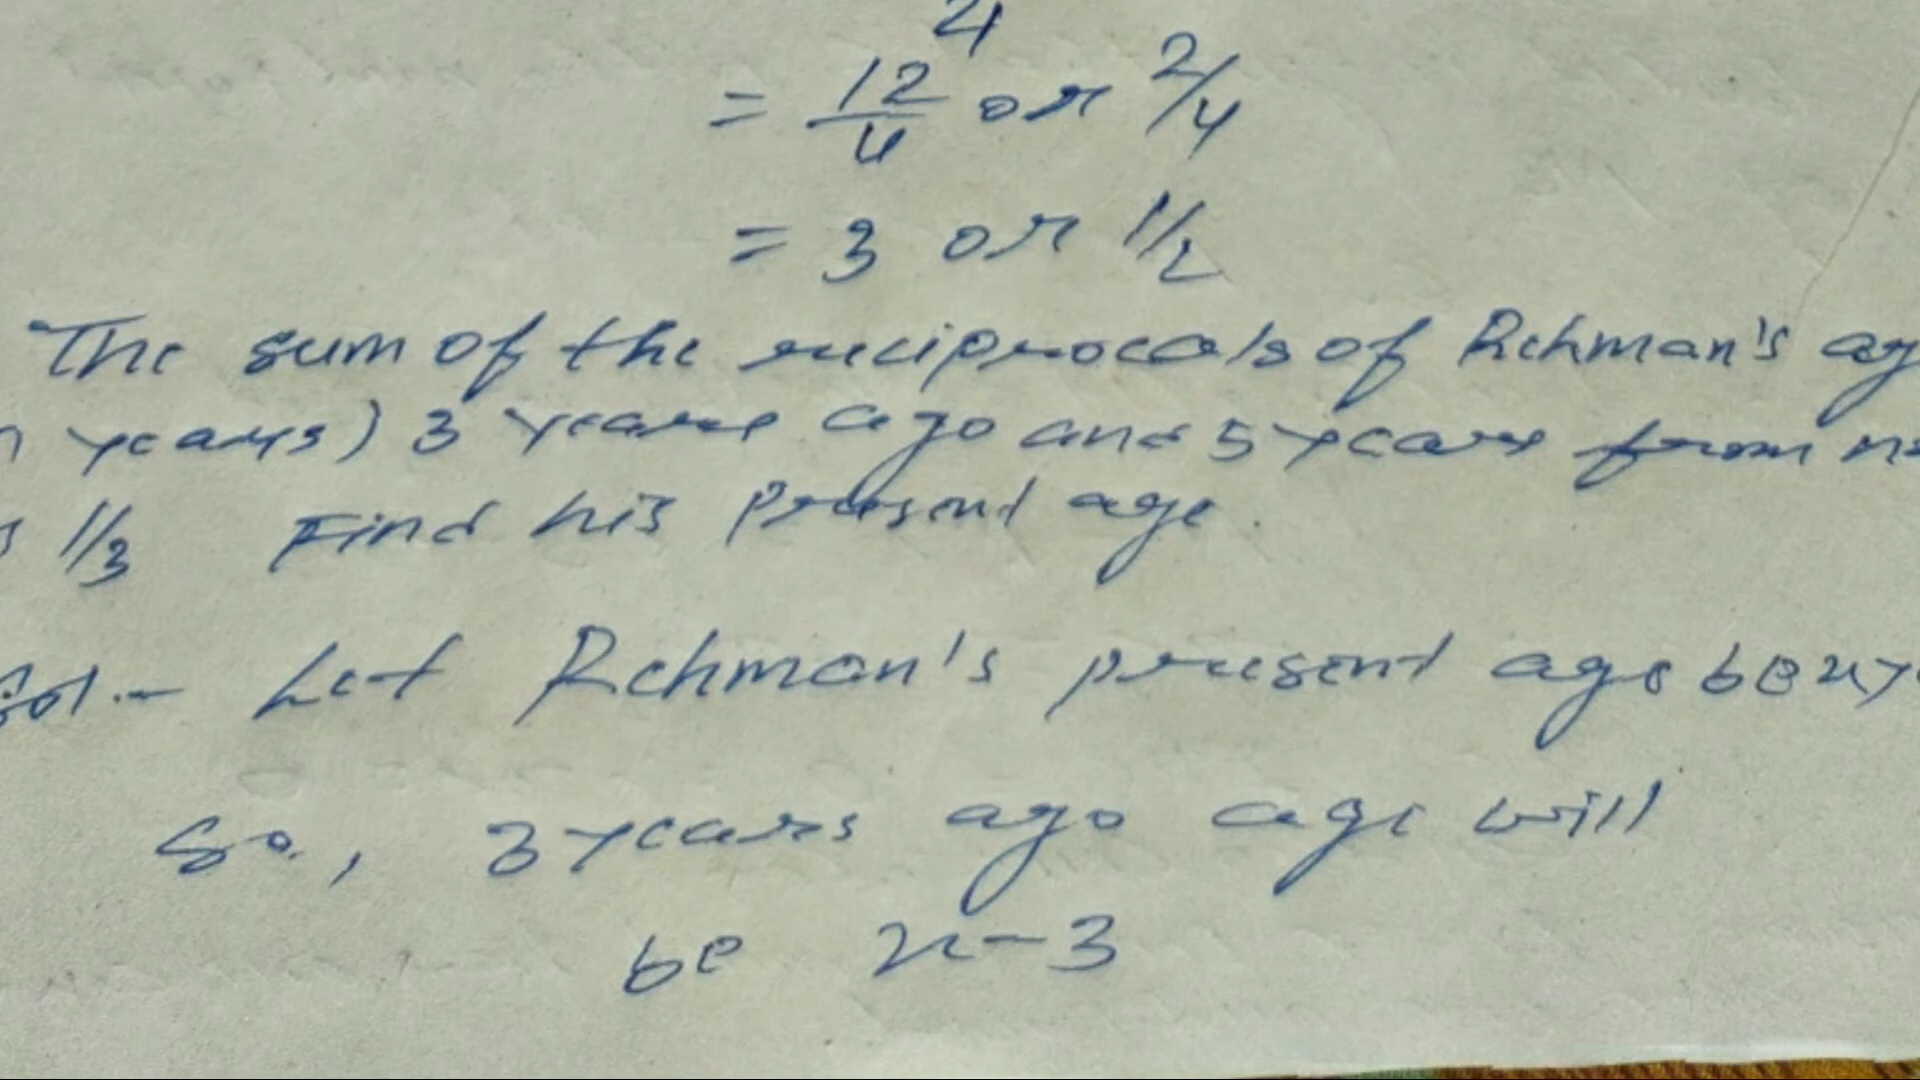 4
= 12/4 or 2/4
= 3 or 1/2
The sum of the reciprocals of Rehman's ag
n years) 3 years ago and 5 years from n
s 1/3 Find his present age.
Sol.- Let Rehman's present age be x y
So, 3 years ago age will
be x-3